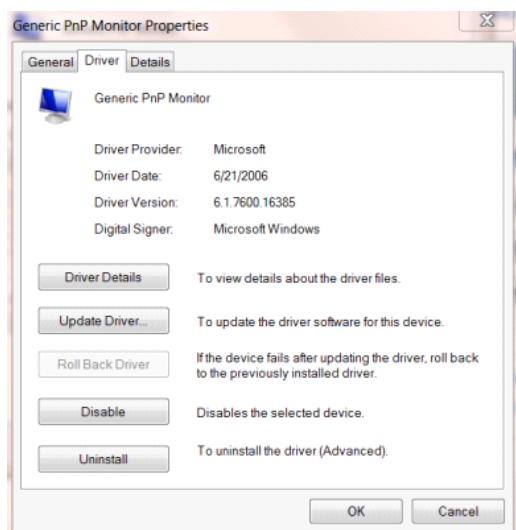 Generic PnP Monitor Properties
General Driver Details
Generic PnP Monitor
Driver Provider: Microsoft
Driver Date: 6/21/2006
Driver Version: 6.1.7600.16385
Digital Signer: Microsoft Windows
Driver Details To view details about the driver files.
Update Driver... To update the driver software for this device.
Roll Back Driver If the device fails after updating the driver, roll back
to the previously installed driver.
Disable Disables the selected device.
Uninstall To uninstall the driver (Advanced).
OK Cancel